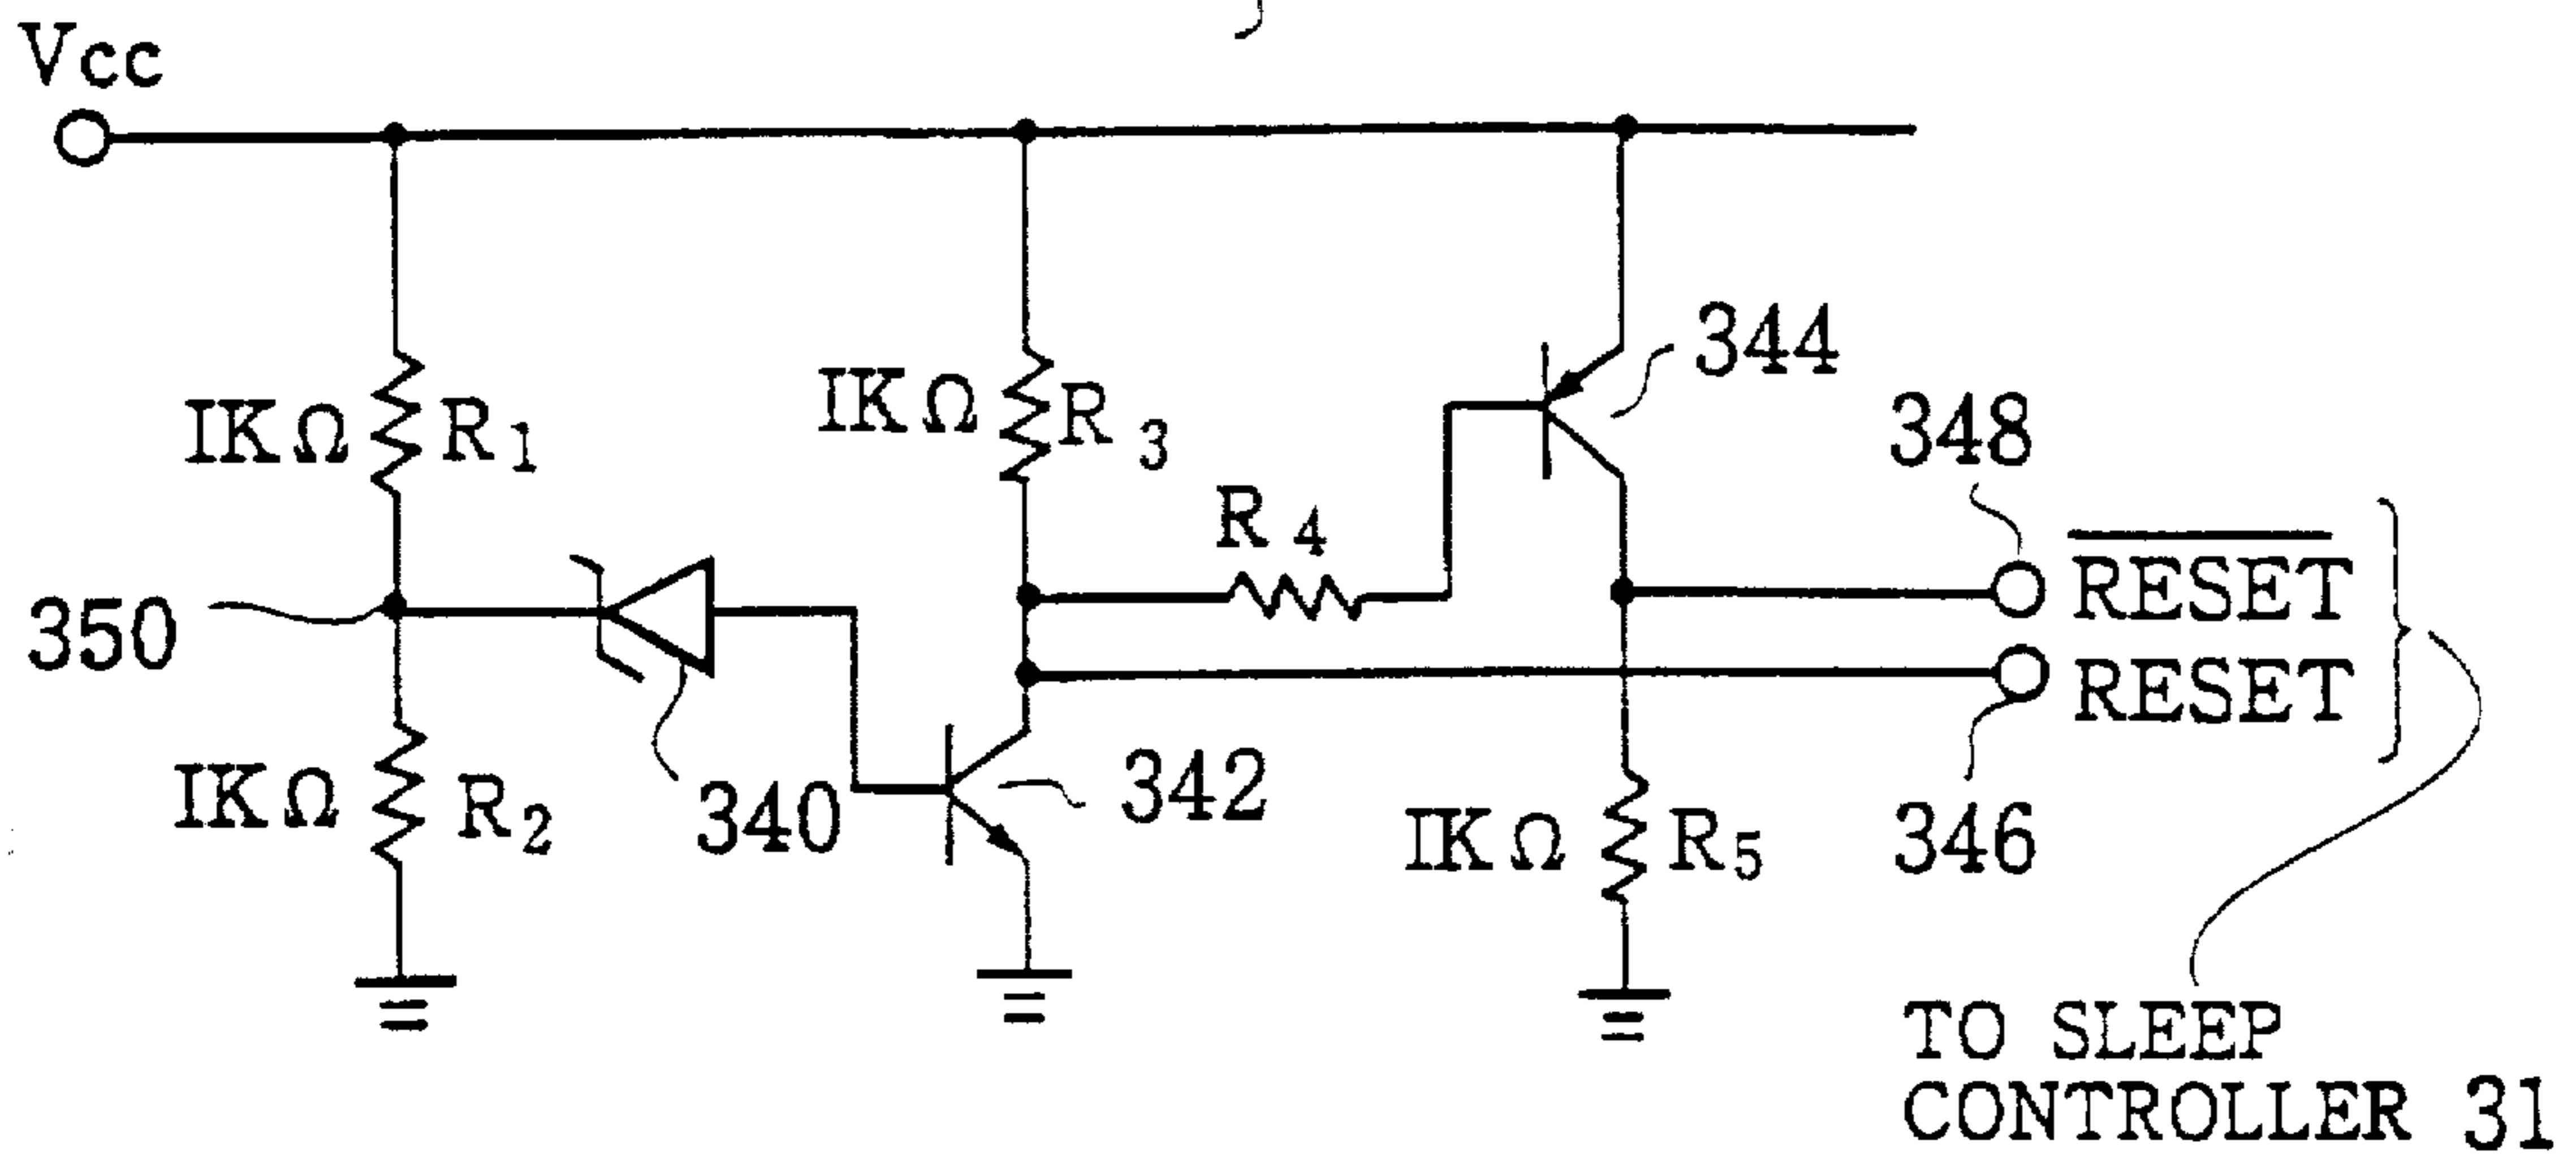 Vcc
IKΩ R1
IKΩ R3
344
348
R4
RESET
350
RESET
IKΩ R2
340
342
IKΩ R5
346
TO SLEEP
CONTROLLER 31